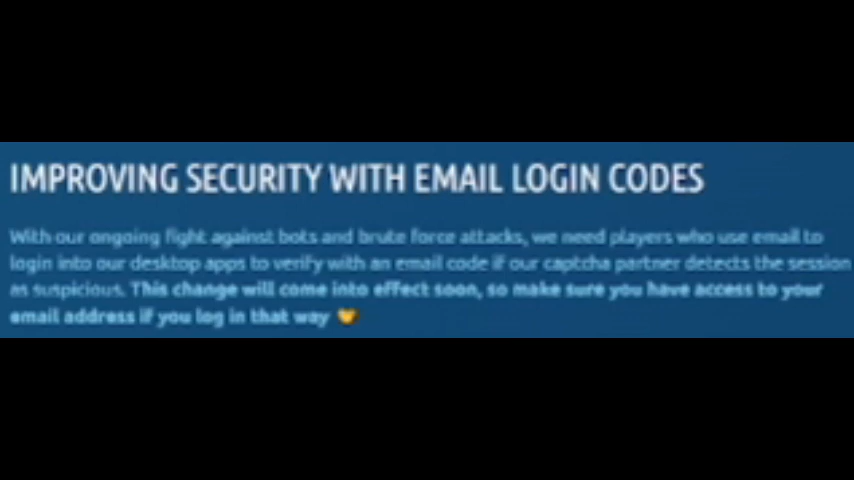 IMPROVING SECURITY WITH EMAIL LOGIN CODES
With our ongoing fight against bots and brute force attacks, we need players who use email to
login into our desktop apps to verify with an email code if our captcha partner detects the session
as suspicious. This change will come into effect soon, so make sure you have access to your
email address if you log in that way 🧡